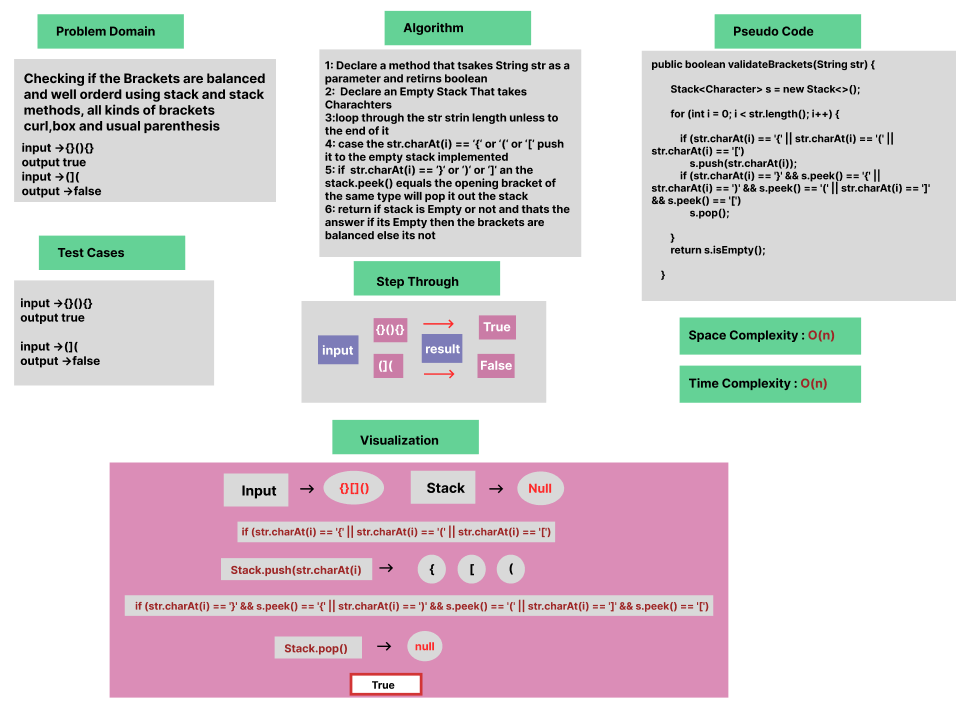 Problem Domain
Checking if the Brackets are balanced
and well orderd using stack and stack
methods, all kinds of brackets
curl,box and usual parenthesis
input →{}(){}
output true
input →(](
output →false
Test Cases
input →{}(){}
output true
input →(](
output →false
Algorithm
1: Declare a method that tsakes String str as a
parameter and retirns boolean
2:  Declare an Empty Stack That takes
Charachters
3:loop through the str strin length unless to
the end of it
4: case the str.charAt(i) == '{' or '(' or '[' push
it to the empty stack implemented
5: if  str.charAt(i) == '}' or ')' or ']' an the
stack.peek() equals the opening bracket of
the same type will pop it out the stack
6: return if stack is Empty or not and thats the
answer if its Empty then the brackets are
balanced else its not
Step Through
input
{}(){}
(](
result
True
False
Pseudo Code
public boolean validateBrackets(String str) {
Stack<Character> s = new Stack<>();
for (int i = 0; i < str.length(); i++) {
if (str.charAt(i) == '{' || str.charAt(i) == '(' ||
str.charAt(i) == '[')
s.push(str.charAt(i));
if (str.charAt(i) == '}' && s.peek() == '{' ||
str.charAt(i) == ')' && s.peek() == '(' || str.charAt(i) == ']'
&& s.peek() == '[')
s.pop();
}
return s.isEmpty();
}
Space Complexity : O(n)
Time Complexity : O(n)
Visualization
Input → {}[]() Stack → Null
if (str.charAt(i) == '{' || str.charAt(i) == '(' || str.charAt(i) == '[')
Stack.push(str.charAt(i) → { [ (
if (str.charAt(i) == '}' && s.peek() == '{' || str.charAt(i) == ')' && s.peek() == '(' || str.charAt(i) == ']' && s.peek() == '[')
Stack.pop() → null
True